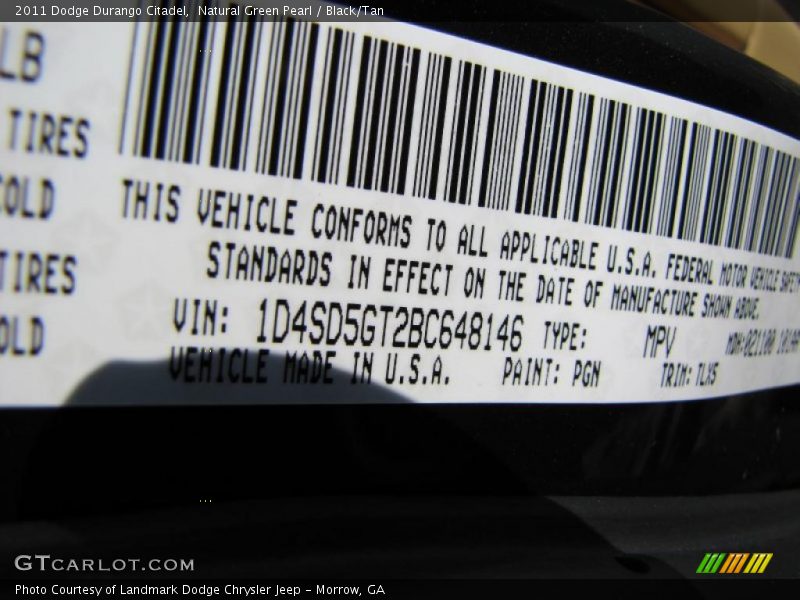 2011 Dodge Durango Citadel, Natural Green Pearl / Black/Tan
LB
TIRES
COLD
TIRES
OLD
THIS VEHICLE CONFORMS TO ALL APPLICABLE U.S.A. FEDERAL MOTOR VEHICLE SAFETY
STANDARDS IN EFFECT ON THE DATE OF MANUFACTURE SHOWN ABOVE.
VIN: 1D4SD5GT2BC648146 TYPE: MPV
VEHICLE MADE IN U.S.A. PAINT: PGN TRIM: TLX5
GTCARLOT.COM
Photo Courtesy of Landmark Dodge Chrysler Jeep – Morrow, GA